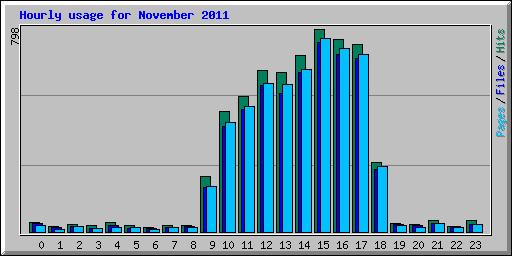 Hourly usage for November 2011
798
Pages / Files / Hits
0 1 2 3 4 5 6 7 8 9 10 11 12 13 14 15 16 17 18 19 20 21 22 23